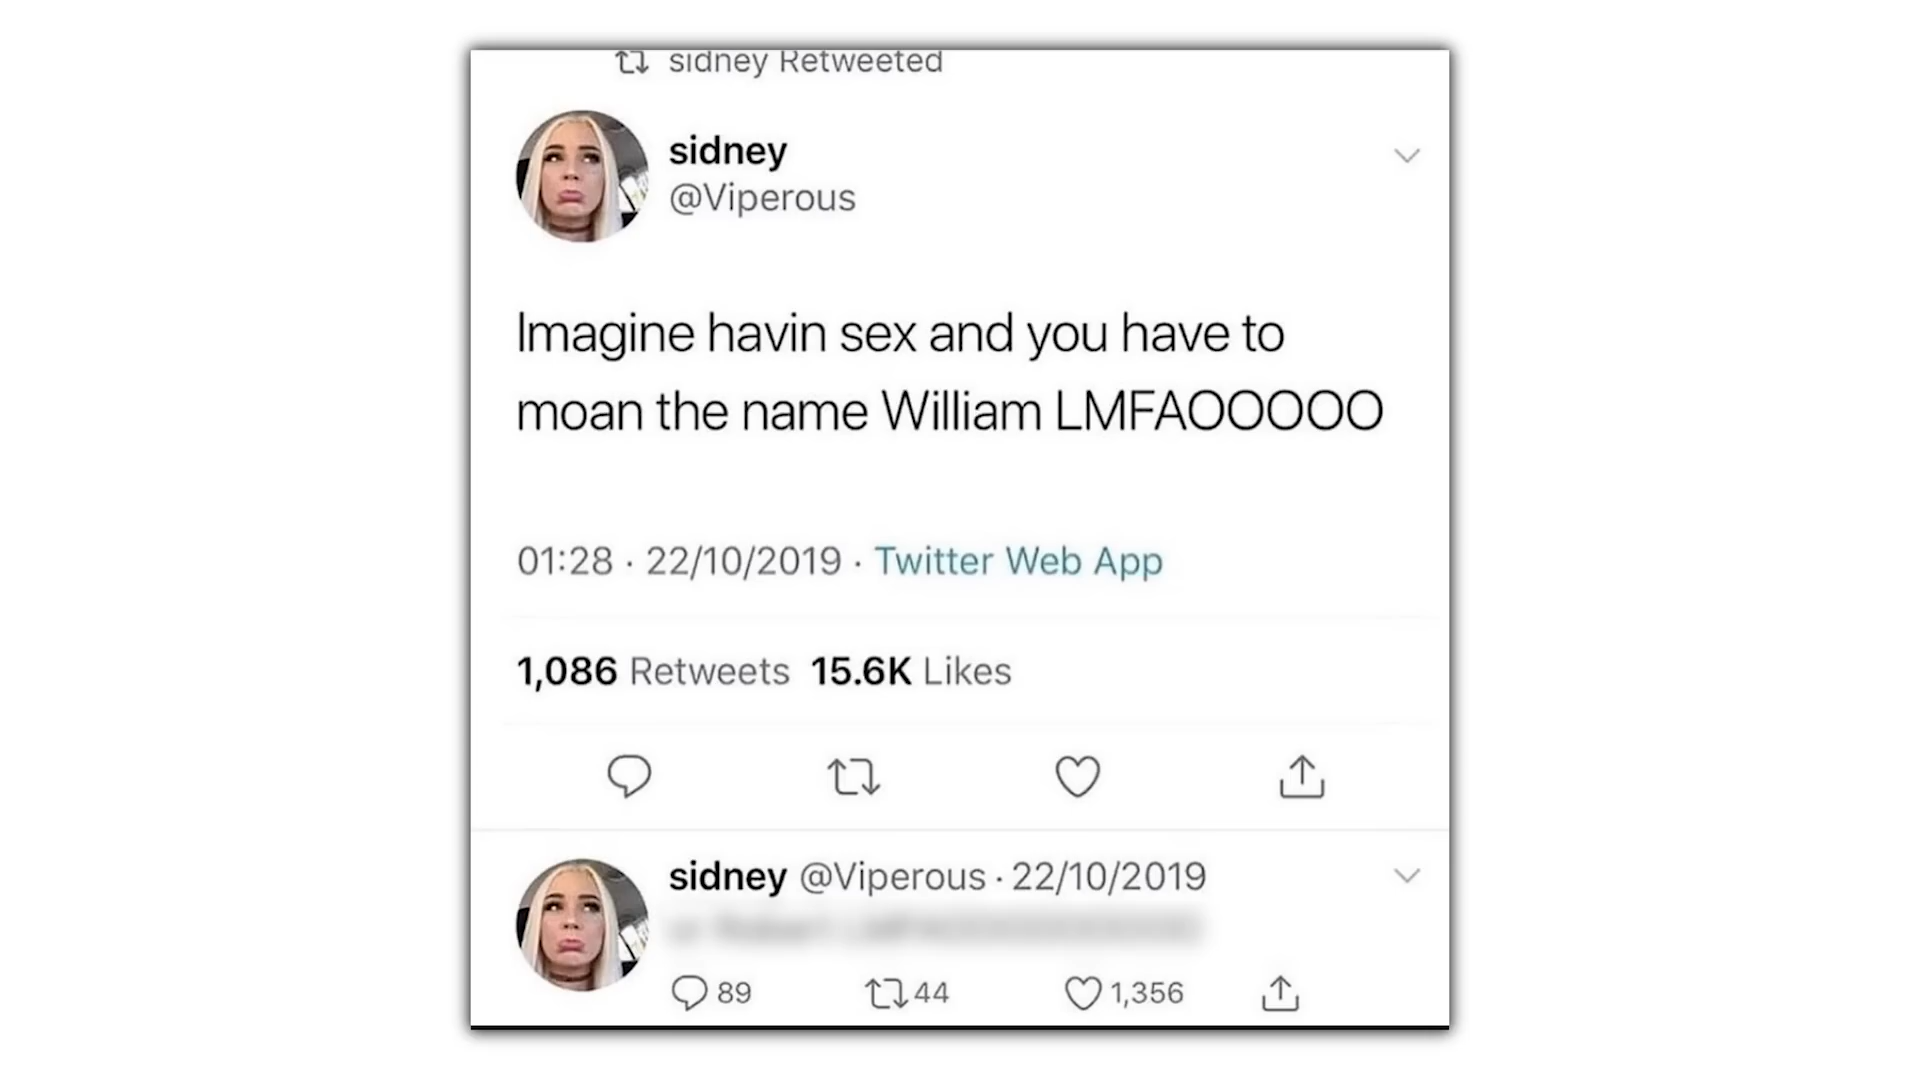 sidney Retweeted
sidney
@Viperous
Imagine havin sex and you have to
moan the name William LMFAOOOOO
01:28 · 22/10/2019 · Twitter Web App
1,086 Retweets 15.6K Likes
sidney @Viperous · 22/10/2019
89 44 1,356